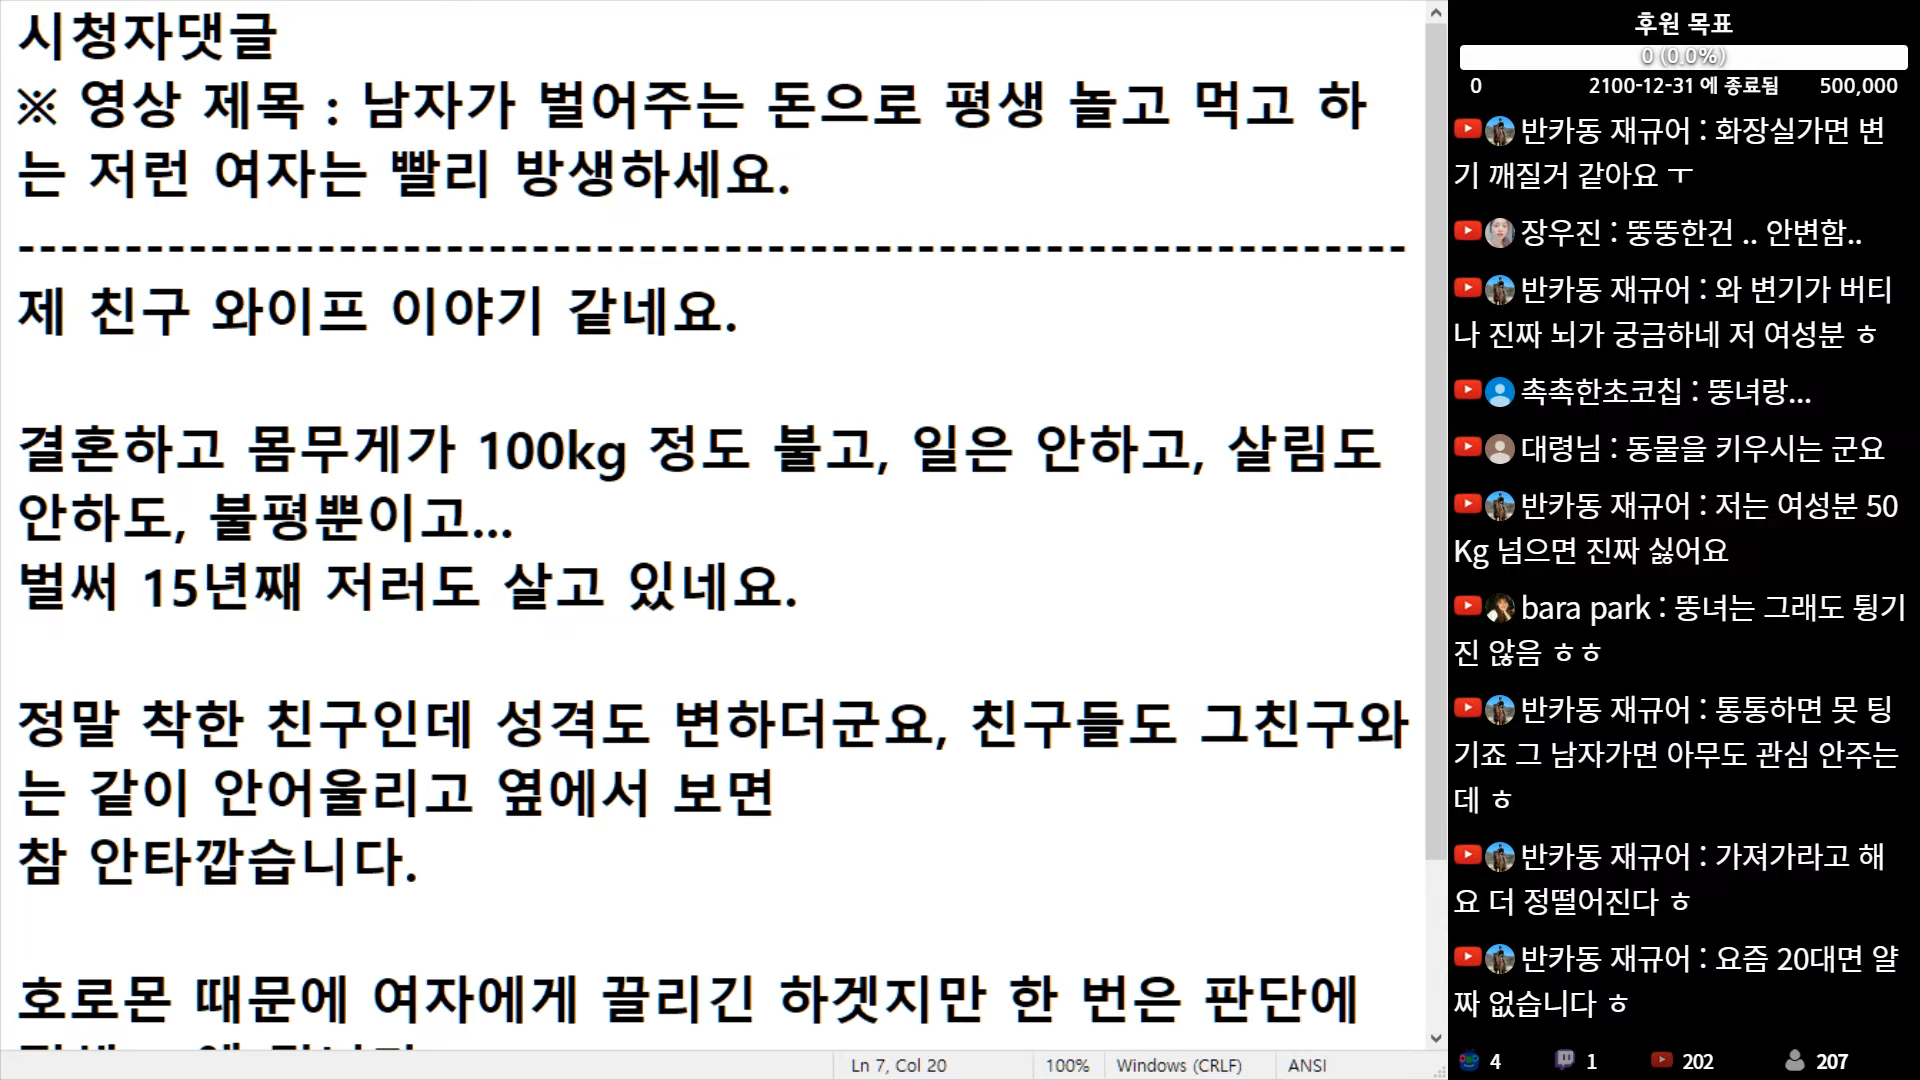 시청자댓글
※ 영상 제목 : 남자가 벌어주는 돈으로 평생 놀고 먹고 하
는 저런 여자는 빨리 방생하세요.
-----------------------------------------------------------------
제 친구 와이프 이야기 같네요.
결혼하고 몸무게가 100kg 정도 불고, 일은 안하고, 살림도
안하도, 불평뿐이고...
벌써 15년째 저러도 살고 있네요.
정말 착한 친구인데 성격도 변하더군요, 친구들도 그친구와
는 같이 안어울리고 옆에서 보면
참 안타깝습니다.
호로몬 때문에 여자에게 끌리긴 하겟지만 한 번은 판단에
Ln 7, Col 20
100%
Windows (CRLF)
ANSI
후원 목표
0 (0.0%)
0 2100-12-31 에 종료됨 500,000
반카동 재규어 : 화장실가면 변
기 깨질거 같아요 ㅜ
장우진 : 뚱뚱한건 .. 안변함..
반카동 재규어 : 와 변기가 버티
나 진짜 뇌가 궁금하네 저 여성분 ㅎ
촉촉한초코칩 : 뚱녀랑...
대령님 : 동물을 키우시는 군요
반카동 재규어 : 저는 여성분 50
Kg 넘으면 진짜 싫어요
bara park : 뚱녀는 그래도 튕기
진 않음 ㅎㅎ
반카동 재규어 : 통통하면 못 팅
기죠 그 남자가면 아무도 관심 안주는
데 ㅎ
반카동 재규어 : 가져가라고 해
요 더 정떨어진다 ㅎ
반카동 재규어 : 요즘 20대면 얄
짜 없습니다 ㅎ
4 1 202 207